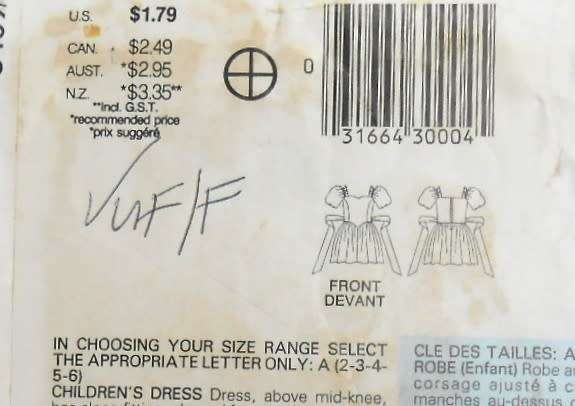 U.S. $1.79
CAN. $2.49
AUST. *$2.95
N.Z. *$3.35**
**incl. G.S.T.
*recommended price
*prix suggéré
0
31664 30004
FRONT
DEVANT
IN CHOOSING YOUR SIZE RANGE SELECT
THE APPROPRIATE LETTER ONLY: A (2-3-4-
5-6)
CHILDREN'S DRESS Dress, above mid-knee,
CLE DES TAILLES: A
ROBE (Enfant) Robe
corsage ajusté à
manches au-dessus